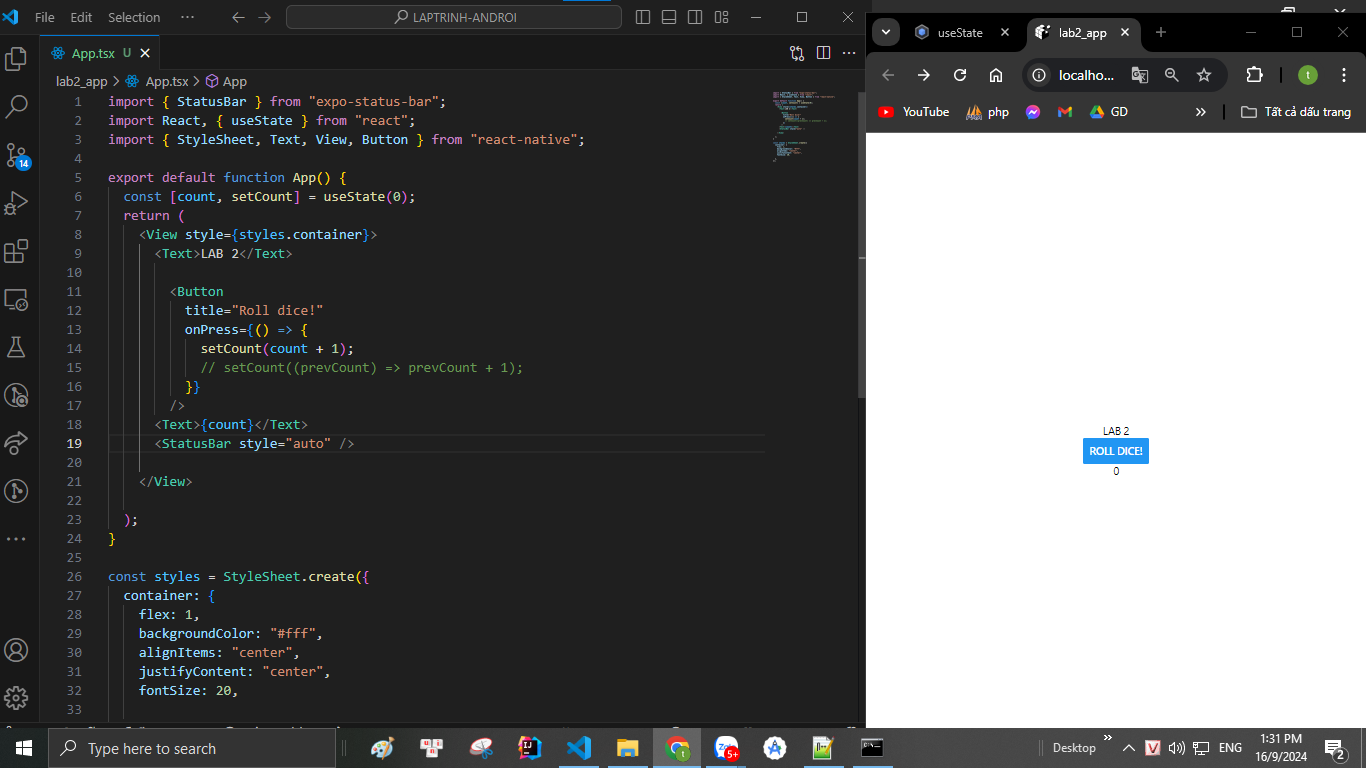 File Edit Selection ··· LAPTRINH-ANDROI
App.tsx U
lab2_app > App.tsx > App
1 import { StatusBar } from "expo-status-bar";
2 import React, { useState } from "react";
3 import { StyleSheet, Text, View, Button } from "react-native";
4
5 export default function App() {
6 const [count, setCount] = useState(0);
7 return (
8 <View style={styles.container}>
9 <Text>LAB 2</Text>
10
11 <Button
12 title="Roll dice!"
13 onPress={() => {
14 setCount(count + 1);
15 // setCount((prevCount) => prevCount + 1);
16 }}
17 />
18 <Text>{count}</Text>
19 <StatusBar style="auto" />
20
21 </View>
22
23 );
24 }
25
26 const styles = StyleSheet.create({
27 container: {
28 flex: 1,
29 backgroundColor: "#fff",
30 alignItems: "center",
31 justifyContent: "center",
32 fontSize: 20,
33
14
useState lab2_app
localho...
t
YouTube php GD » Tất cả dấu trang
LAB 2
ROLL DICE!
0
Type here to search
5+
Desktop » ENG
1:31 PM
16/9/2024
2